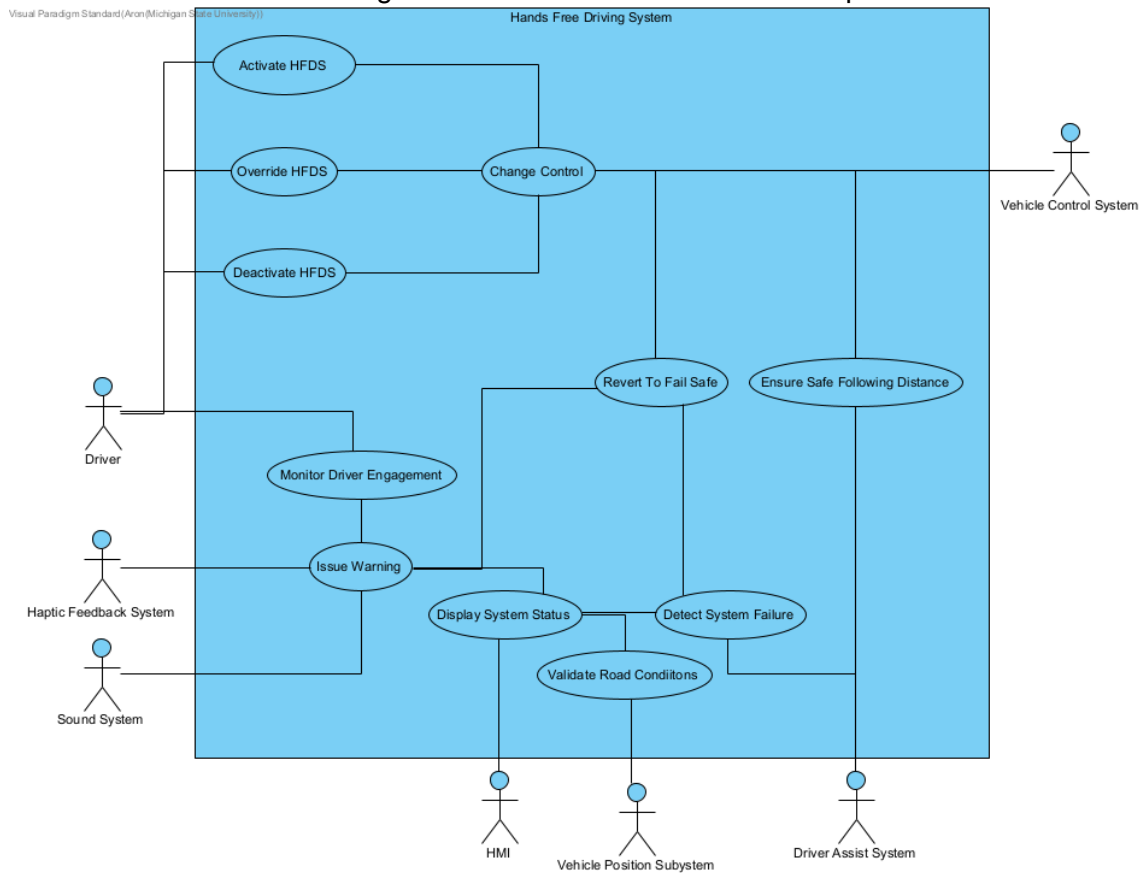 Visual Paradigm Standard(Aron(Michigan State University))
Hands Free Driving System
Activate HFDS
Override HFDS
Change Control
Vehicle Control System
Deactivate HFDS
Revert To Fail Safe
Ensure Safe Following Distance
Driver
Monitor Driver Engagement
Issue Warning
Haptic Feedback System
Display System Status
Detect System Failure
Validate Road Condiitons
Sound System
HMI
Vehicle Position Subystem
Driver Assist System